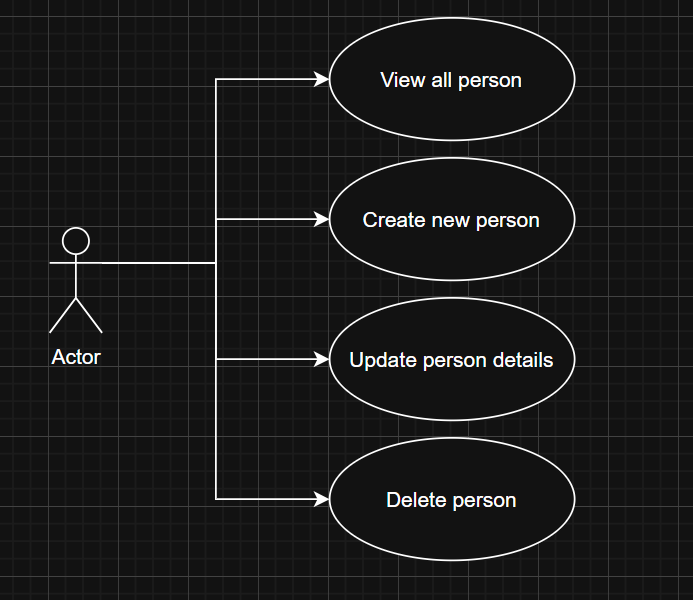 View all person
Create new person
Actor
Update person details
Delete person